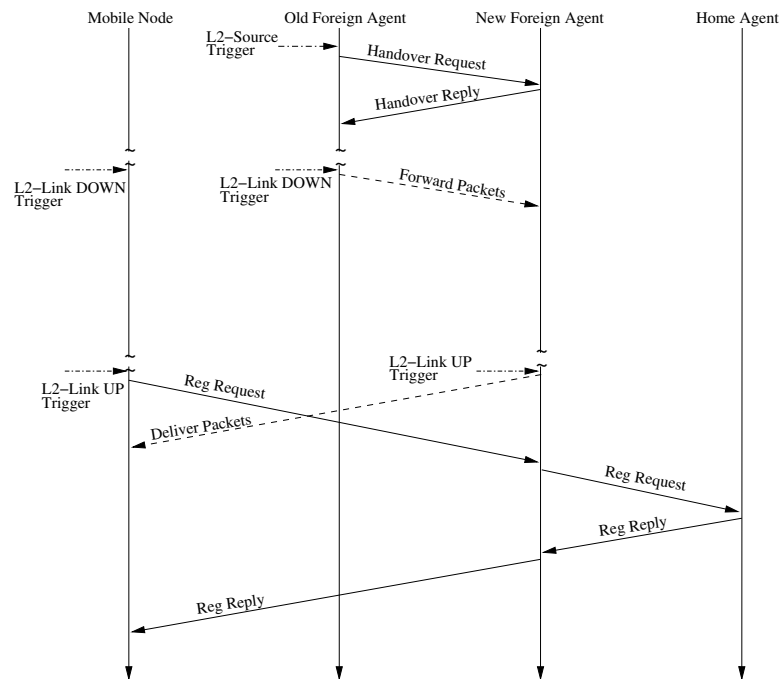 Mobile Node
Old Foreign Agent
New Foreign Agent
Home Agent
L2−Source
Trigger
Handover Request
Handover Reply
~
~
~
~
L2−Link DOWN
Trigger
L2−Link DOWN
Trigger
Forward Packets
~
~
~
~
L2−Link UP
Trigger
L2−Link UP
Trigger
Reg Request
Deliver Packets
Reg Request
Reg Reply
Reg Reply